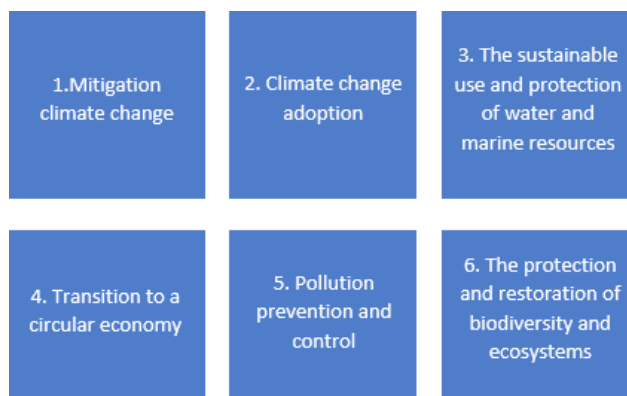 1.Mitigation
climate change
2. Climate change
adoption
3. The sustainable
use and protection
of water and
marine resources
4. Transition to a
circular economy
5. Pollution
prevention and
control
6. The protection
and restoration of
biodiversity and
ecosystems